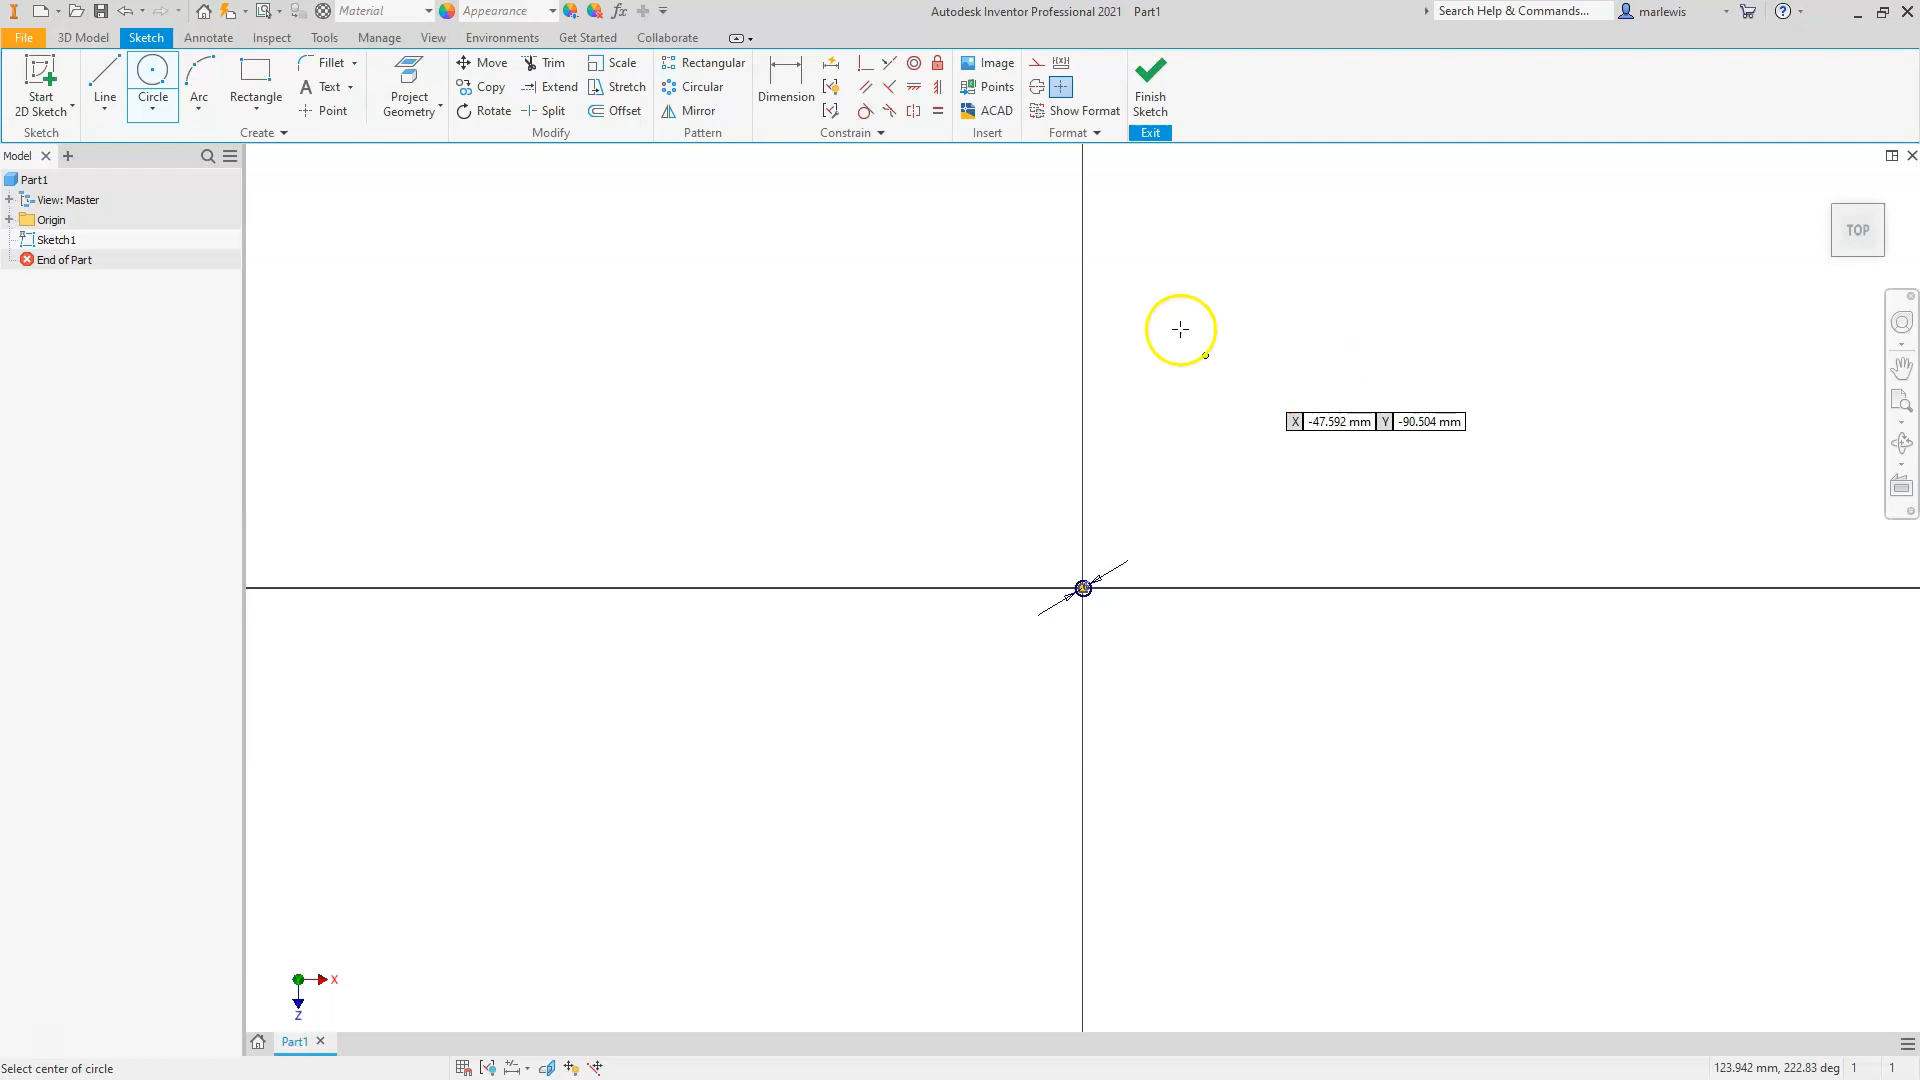 Material
Appearance
fx
Autodesk Inventor Professional 2021 Part1
Search Help & Commands...
marlewis
File 3D Model Sketch Annotate Inspect Tools Manage View Environments Get Started Collaborate
Start
2D Sketch
Line
Circle
Arc
Rectangle
Fillet
Text
Point
Project
Geometry
Move
Copy
Rotate
Trim
Extend
Split
Scale
Stretch
Offset
Rectangular
Circular
Mirror
Dimension
Image
Points
ACAD
Show Format
Finish
Sketch
Sketch Create Modify Pattern Constrain Insert Format Exit
Model
Part1
View: Master
Origin
Sketch1
End of Part
TOP
X -47.592 mm Y -90.504 mm
X
Z
Part1
Select center of circle
123.942 mm, 222.83 deg 1 1